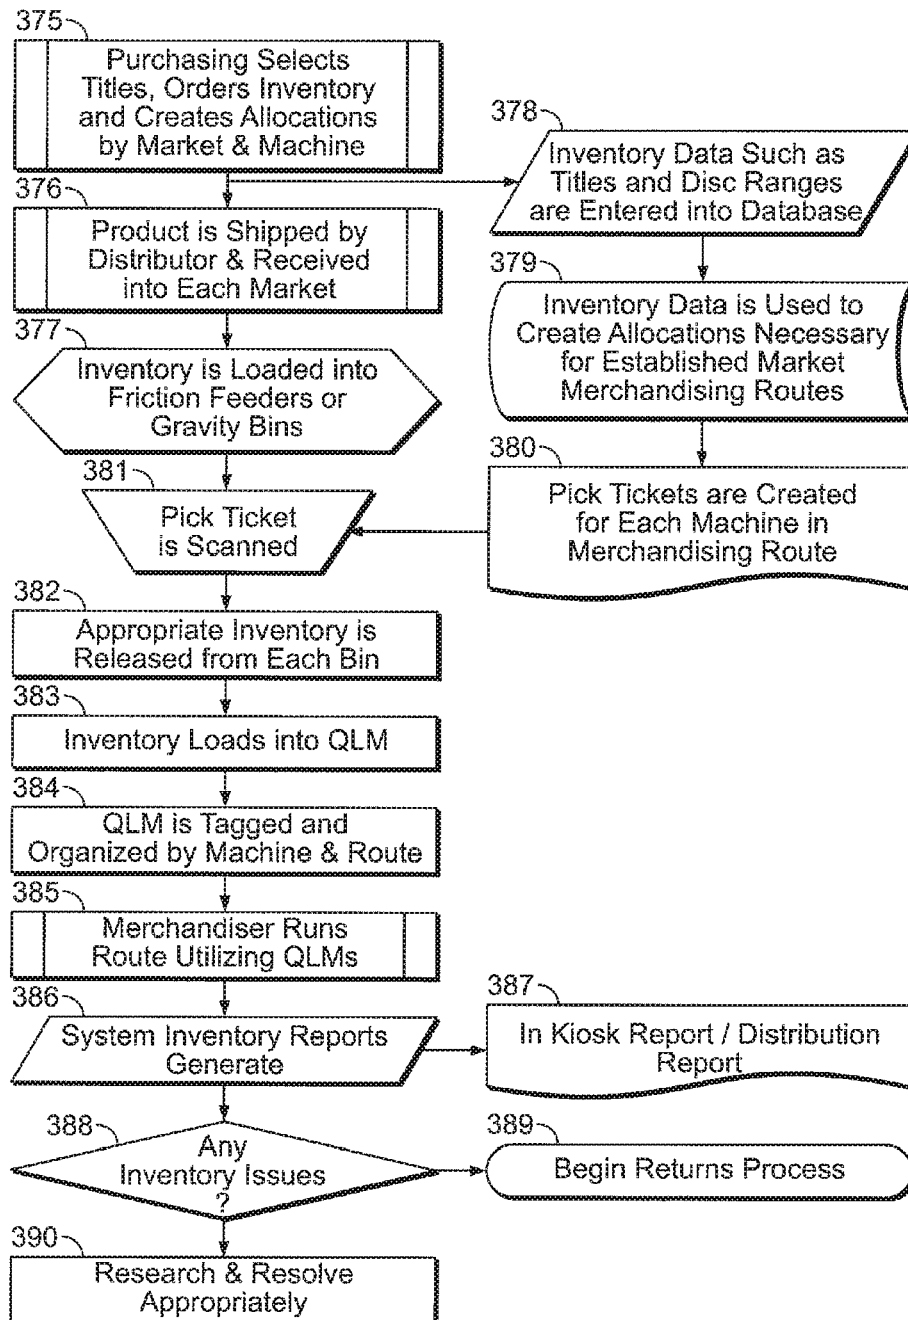 375
Purchasing Selects
Titles, Orders Inventory
and Creates Allocations
by Market & Machine
376
Product is Shipped by
Distributor & Received
into Each Market
377
Inventory is Loaded into
Friction Feeders or
Gravity Bins
378
Inventory Data Such as
Titles and Disc Ranges
are Entered into Database
379
Inventory Data is Used to
Create Allocations Necessary
for Established Market
Merchandising Routes
380
Pick Tickets are Created
for Each Machine in
Merchandising Route
381
Pick Ticket
is Scanned
382
Appropriate Inventory is
Released from Each Bin
383
Inventory Loads into QLM
384
QLM is Tagged and
Organized by Machine & Route
385
Merchandiser Runs
Route Utilizing QLMs
386
System Inventory Reports
Generate
387
In Kiosk Report / Distribution
Report
388
Any
Inventory Issues
?
389
Begin Returns Process
390
Research & Resolve
Appropriately